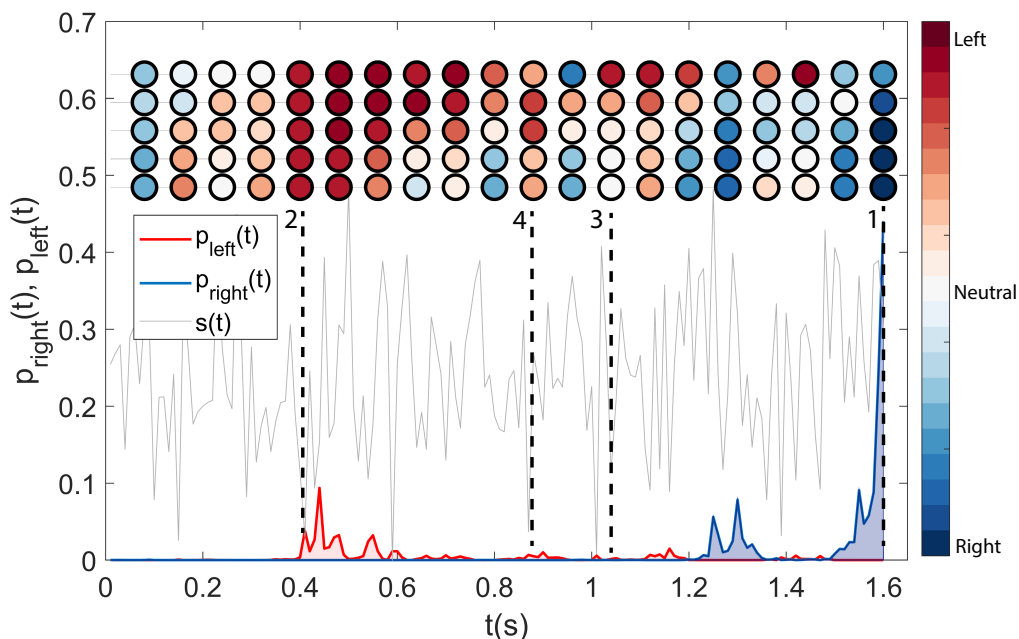 0.7
0.6
0.5
0.4
0.3
0.2
0.1
0
p_right(t), p_left(t)
2
4
3
1
p_left(t)
p_right(t)
s(t)
0
0.2
0.4
0.6
0.8
1
1.2
1.4
1.6
t(s)
Left
Neutral
Right